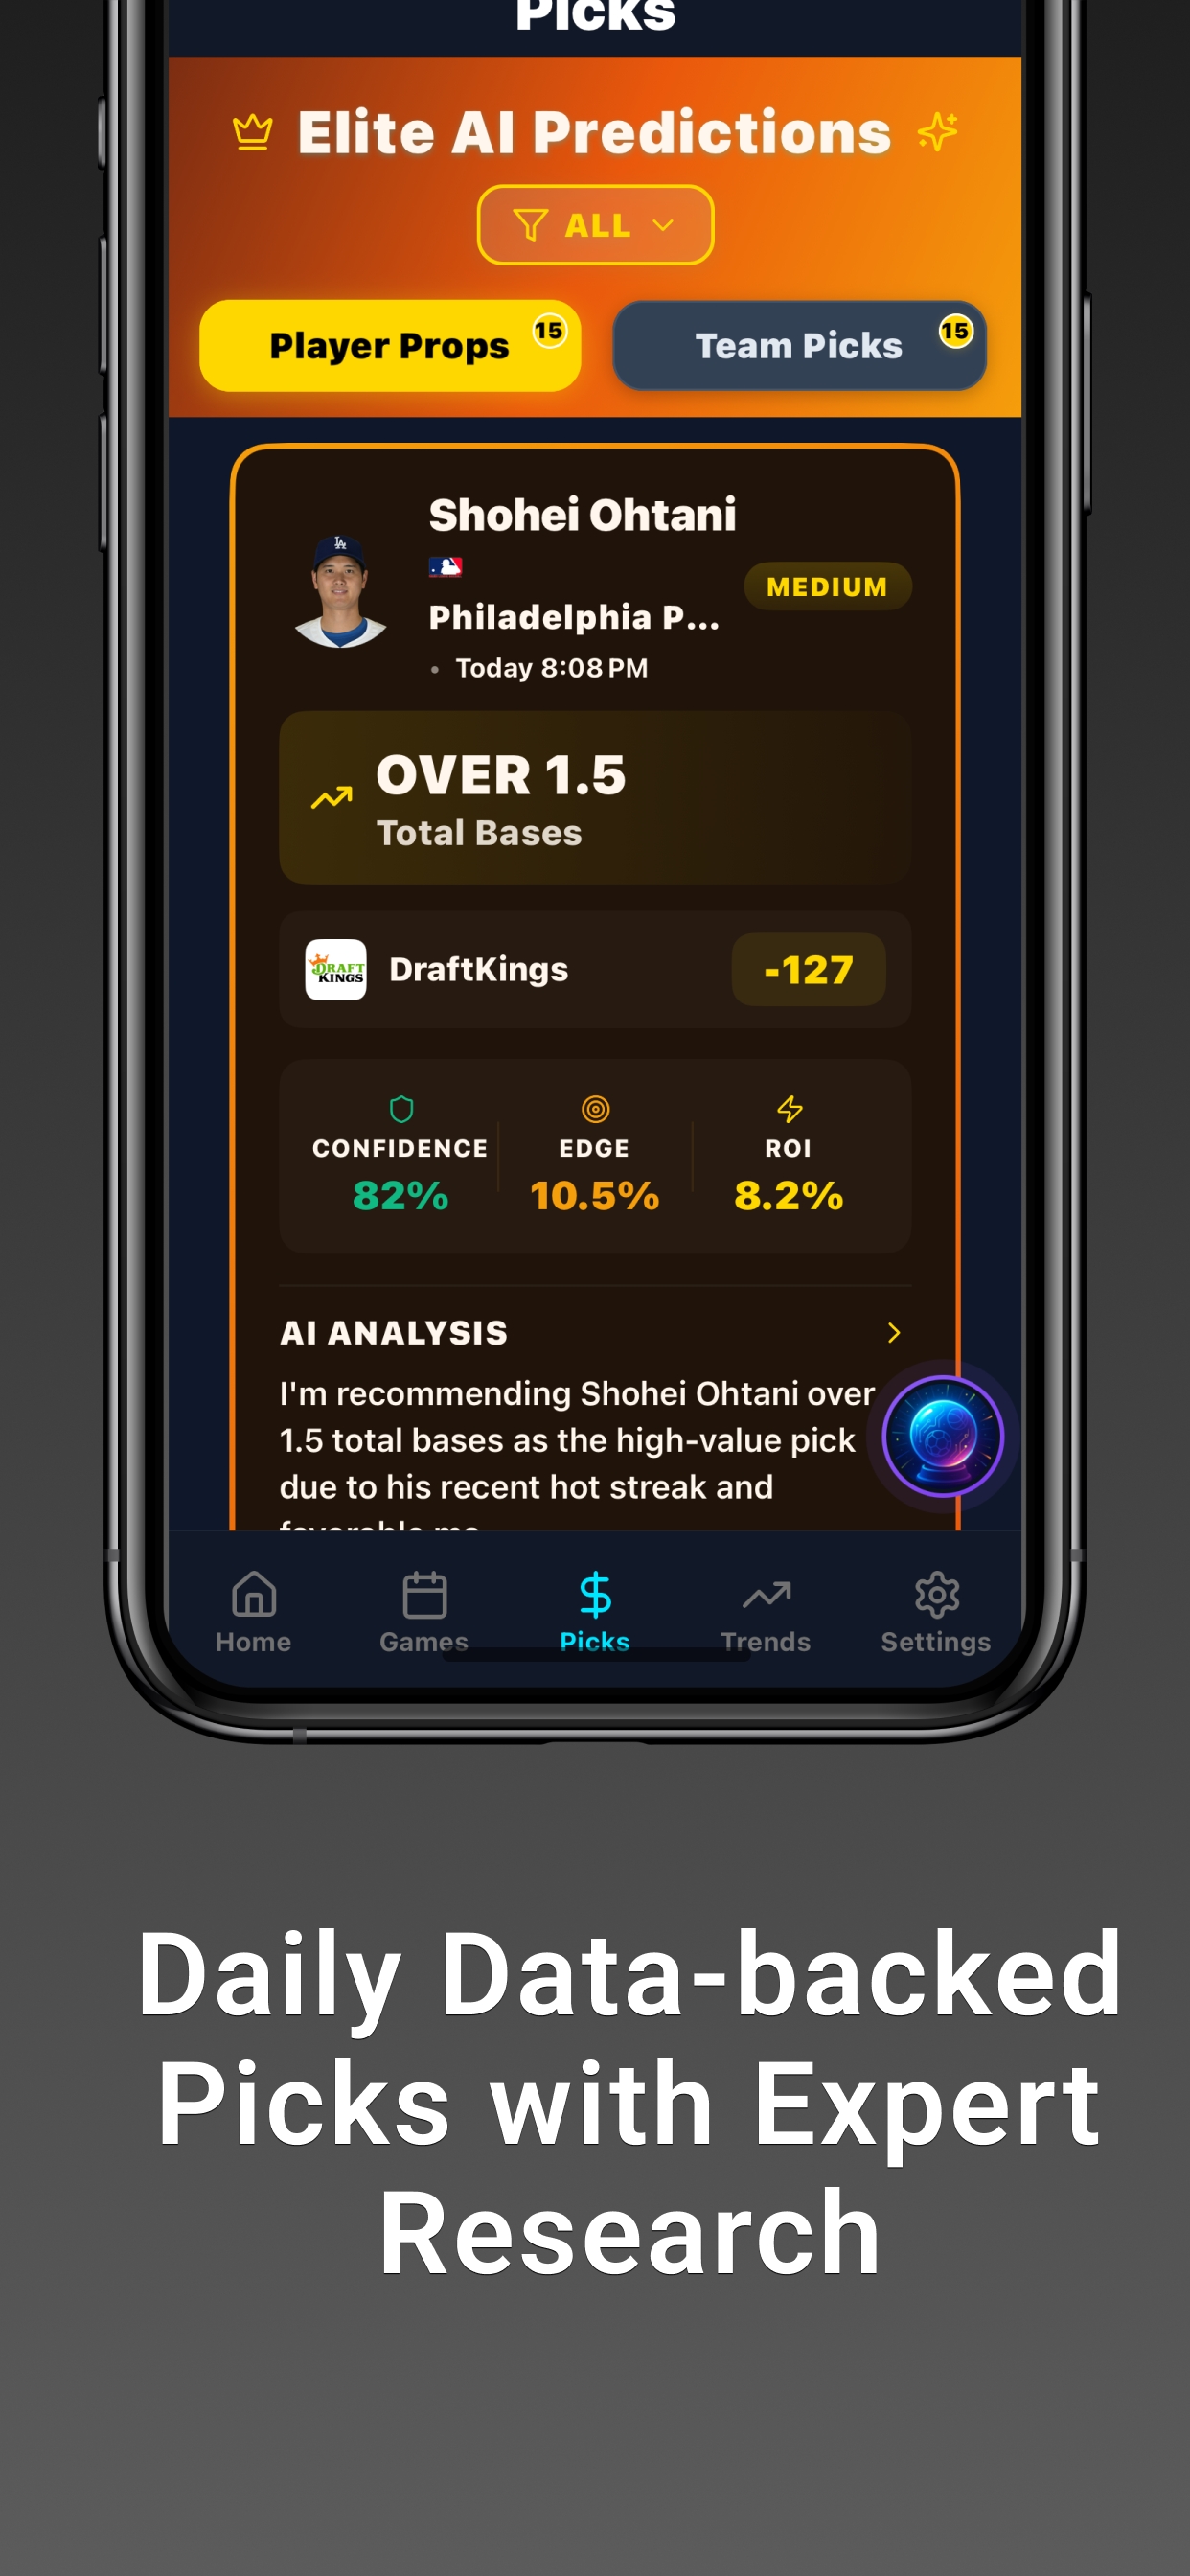 Picks
Elite AI Predictions
ALL
Player Props 15
Team Picks 15
Shohei Ohtani
Philadelphia P...
MEDIUM
• Today 8:08 PM
OVER 1.5
Total Bases
DRAFT
KINGS
DraftKings
-127
CONFIDENCE
82%
EDGE
10.5%
ROI
8.2%
AI ANALYSIS
I'm recommending Shohei Ohtani over
1.5 total bases as the high-value pick
due to his recent hot streak and
Home
Games
Picks
Trends
Settings
Daily Data-backed
Picks with Expert
Research